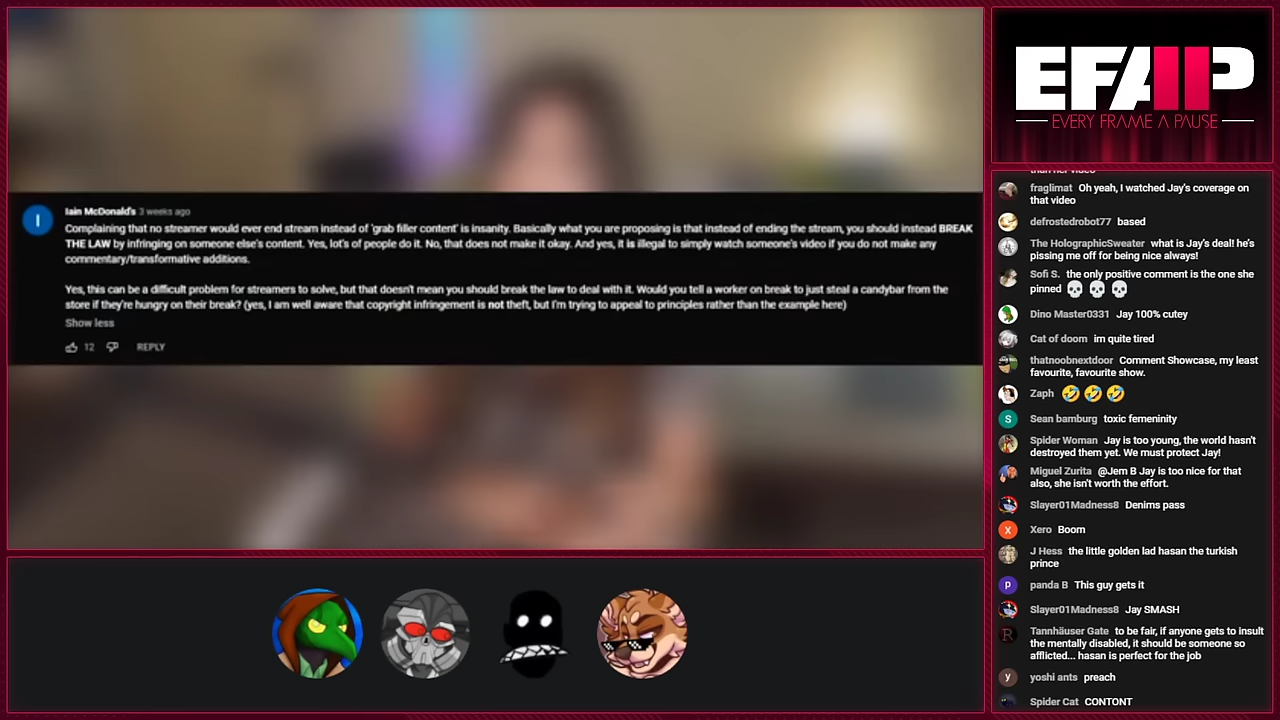 Iain McDonald's 3 weeks ago
Complaining that no streamer would ever end stream instead of 'grab filler content' is insanity. Basically what you are proposing is that instead of ending the stream, you should instead BREAK
THE LAW by infringing on someone else's content. Yes, lot's of people do it. No, that does not make it okay. And yes, it is illegal to simply watch someone's video if you do not make any
commentary/transformative additions.
Yes, this can be a difficult problem for streamers to solve, but that doesn't mean you should break the law to deal with it. Would you tell a worker on break to just steal a candybar from the
store if they're hungry on their break? (yes, I am well aware that copyright infringement is not theft, but I'm trying to appeal to principles rather than the example here)
Show less
12 REPLY
EFAP
EVERY FRAME A PAUSE
than her video
fraglimat Oh yeah, I watched Jay's coverage on
that video
defrostedrobot77 based
The HolographicSweater what is Jay's deal! he's
pissing me off for being nice always!
Sofi S. the only positive comment is the one she
pinned 💀 💀 💀
Dino Master0331 Jay 100% cutey
Cat of doom im quite tired
thatnoobnextdoor Comment Showcase, my least
favourite, favourite show.
Zaph 🤣 🤣 🤣
S Sean bamburg toxic femeninity
Spider Woman Jay is too young, the world hasn't
destroyed them yet. We must protect Jay!
Miguel Zurita @Jem B Jay is too nice for that
also, she isn't worth the effort.
Slayer01Madness8 Denims pass
X Xero Boom
J Hess the little golden lad hasan the turkish
prince
p panda B This guy gets it
Slayer01Madness8 Jay SMASH
R Tannhäuser Gate to be fair, if anyone gets to insult
the mentally disabled, it should be someone so
afflicted... hasan is perfect for the job
y yoshi ants preach
Spider Cat CONTONT